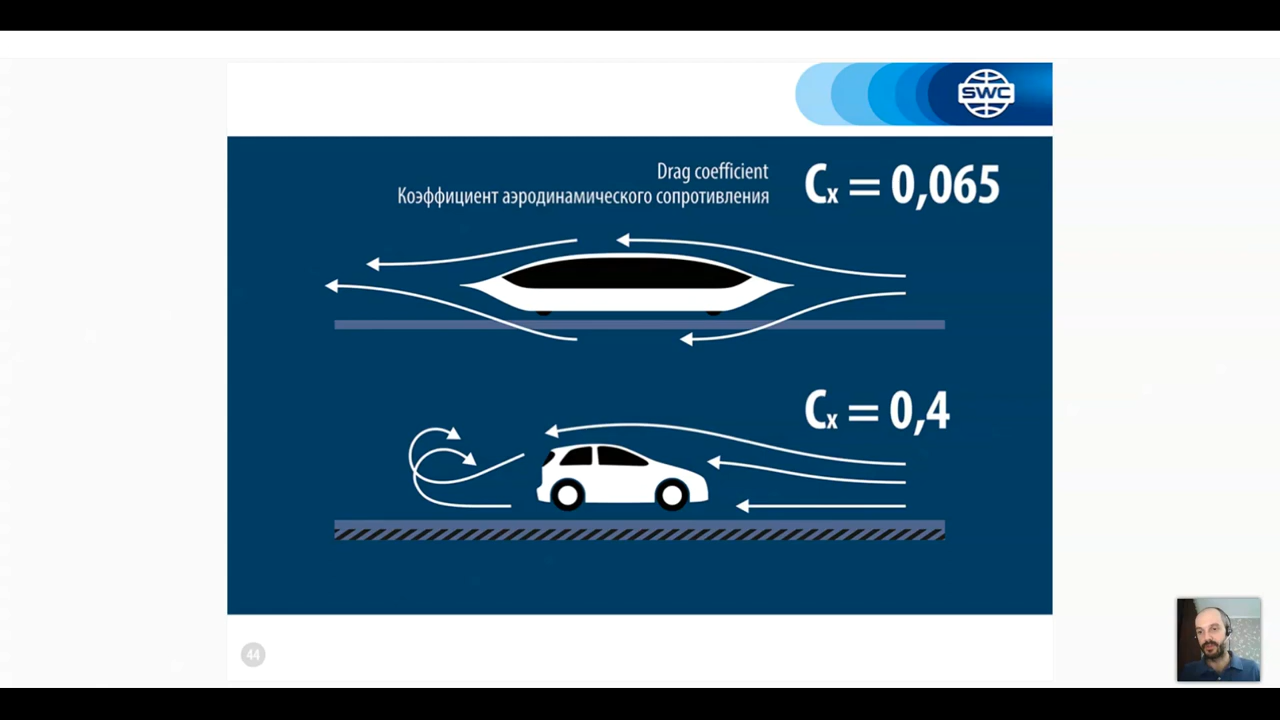 SWC
Drag coefficient
Коэффициент аэродинамического сопротивления
Cx = 0,065
Cx = 0,4
44